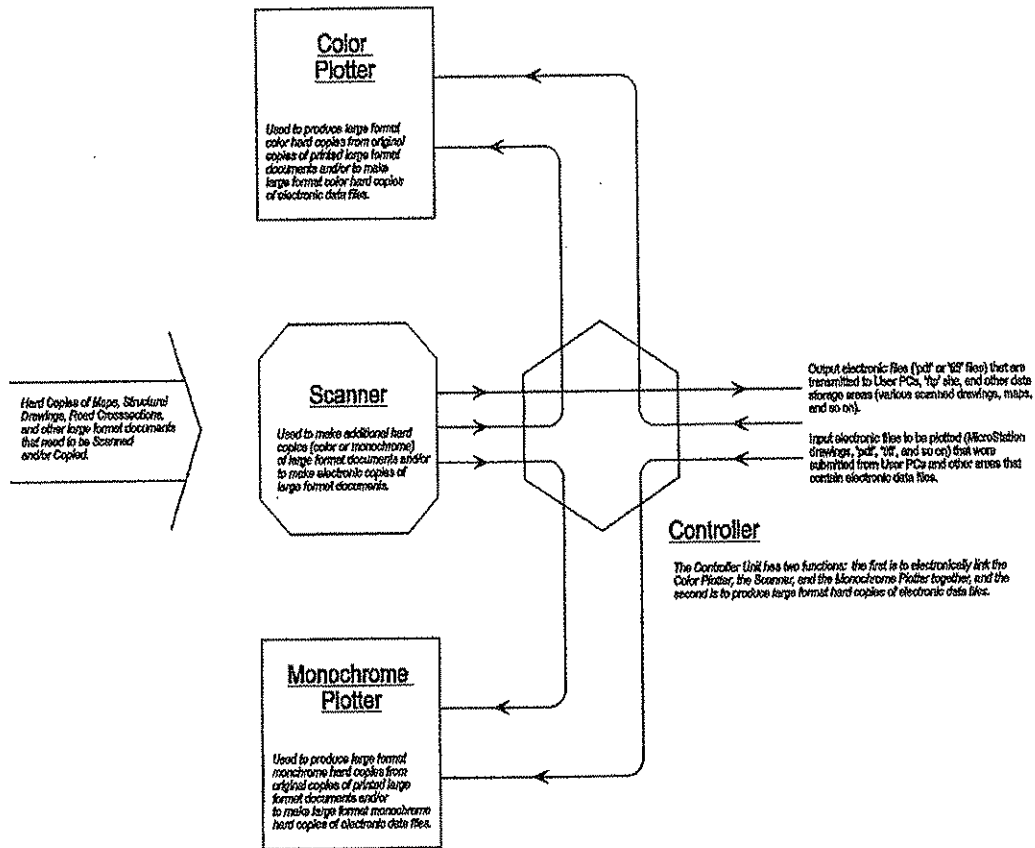 Color
Plotter
Used to produce large format
color hard copies from original
copies of printed large format
documents and/or to make
large format color hard copies
of electronic data files.
Hard Copies of Maps, Structural
Drawings, Road Crosssections,
and other large format documents
that need to be Scanned
and/or Copied.
Scanner
Used to make additional hard
copies (color or monochrome)
of large format documents and/or
to make electronic copies of
large format documents.
Output electronic files ('pdf' or 'tiff' files) that are
transmitted to User PCs, 'ftp' site, and other data
storage areas (various scanned drawings, maps,
and so on).
Input electronic files to be plotted (MicroStation
drawings, 'pdf', 'tiff', and so on) that were
submitted from User PCs and other areas that
contain electronic data files.
Controller
The Controller Unit has two functions: the first is to electronically link the
Color Plotter, the Scanner, and the Monochrome Plotter together, and the
second is to produce large format hard copies of electronic data files.
Monochrome
Plotter
Used to produce large format
monochrome hard copies from
original copies of printed large
format documents and/or
to make large format monochrome
hard copies of electronic data files.